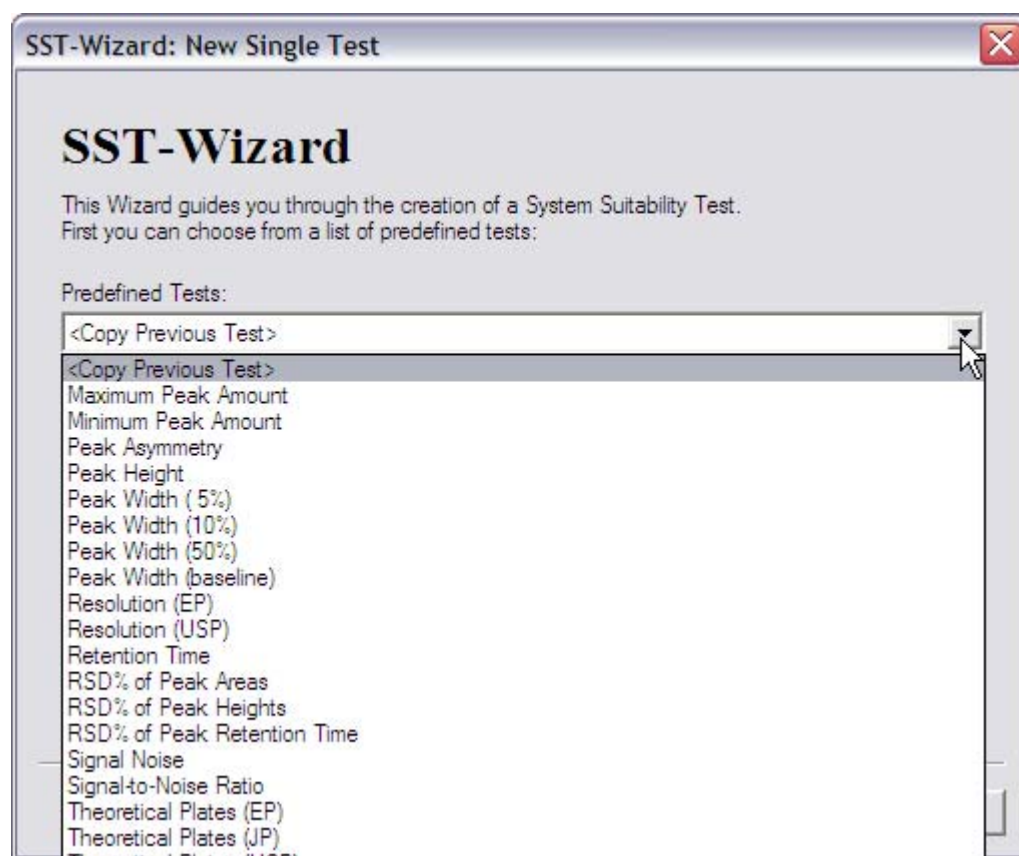 SST-Wizard: New Single Test
SST-Wizard
This Wizard guides you through the creation of a System Suitability Test.
First you can choose from a list of predefined tests:
Predefined Tests:
<Copy Previous Test>
<Copy Previous Test>
Maximum Peak Amount
Minimum Peak Amount
Peak Asymmetry
Peak Height
Peak Width ( 5%)
Peak Width (10%)
Peak Width (50%)
Peak Width (baseline)
Resolution (EP)
Resolution (USP)
Retention Time
RSD% of Peak Areas
RSD% of Peak Heights
RSD% of Peak Retention Time
Signal Noise
Signal-to-Noise Ratio
Theoretical Plates (EP)
Theoretical Plates (JP)